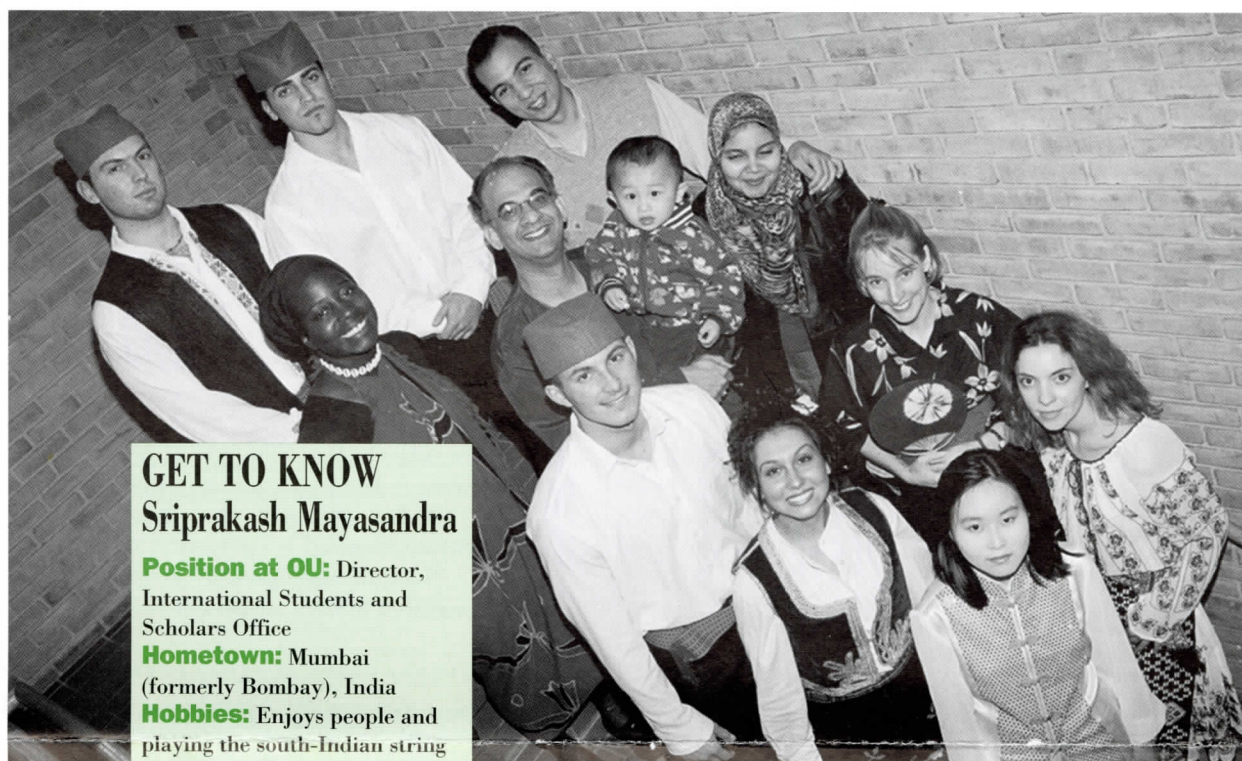 GET TO KNOW
Sriprakash Mayasandra
Position at OU: Director,
International Students and
Scholars Office
Hometown: Mumbai
(formerly Bombay), India
Hobbies: Enjoys people and
playing the south-Indian string